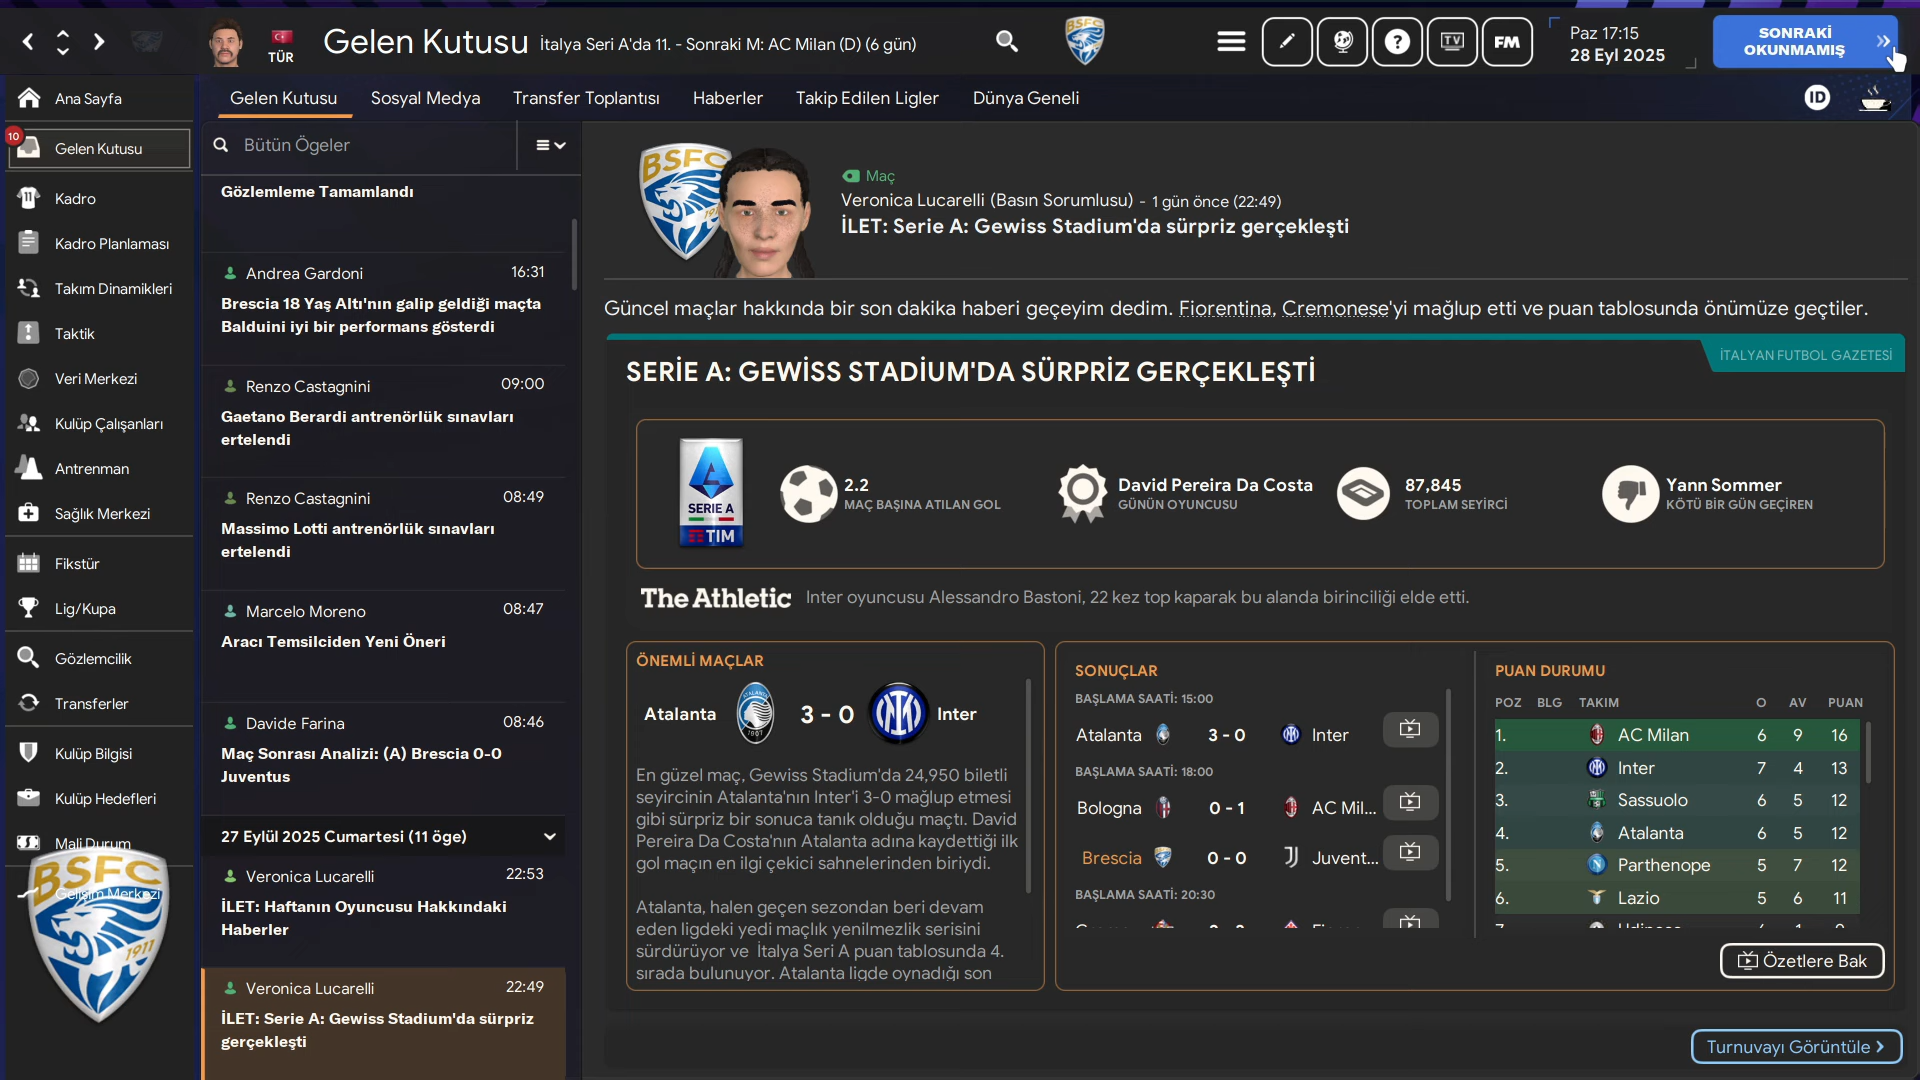 TÜR
Gelen Kutusu
İtalya Seri A'da 11. - Sonraki M: AC Milan (D) (6 gün)
BSFC
?
TV
FM
Paz 17:15
28 Eyl 2025
SONRAKİ
OKUNMAMIŞ
Ana Sayfa
10
Gelen Kutusu
Kadro
Kadro Planlaması
Takım Dinamikleri
Taktik
Veri Merkezi
Kulüp Çalışanları
Antrenman
Sağlık Merkezi
Fikstür
Lig/Kupa
Gözlemcilik
Transferler
Kulüp Bilgisi
Kulüp Hedefleri
Mali Durum
Gelişim Merkezi
BSFC
1911
Gelen Kutusu
Sosyal Medya
Transfer Toplantısı
Haberler
Takip Edilen Ligler
Dünya Geneli
ID
Bütün Ögeler
Gözlemleme Tamamlandı
Andrea Gardoni
16:31
Brescia 18 Yaş Altı'nın galip geldiği maçta
Balduini iyi bir performans gösterdi
Renzo Castagnini
09:00
Gaetano Berardi antrenörlük sınavları
ertelendi
Renzo Castagnini
08:49
Massimo Lotti antrenörlük sınavları
ertelendi
Marcelo Moreno
08:47
Aracı Temsilciden Yeni Öneri
Davide Farina
08:46
Maç Sonrası Analizi: (A) Brescia 0-0
Juventus
27 Eylül 2025 Cumartesi (11 öge)
Veronica Lucarelli
22:53
İLET: Haftanın Oyuncusu Hakkındaki
Haberler
Veronica Lucarelli
22:49
İLET: Serie A: Gewiss Stadium'da sürpriz
gerçekleşti
BSFC
Maç
Veronica Lucarelli (Basın Sorumlusu) - 1 gün önce (22:49)
İLET: Serie A: Gewiss Stadium'da sürpriz gerçekleşti
Güncel maçlar hakkında bir son dakika haberi geçeyim dedim. Fiorentina, Cremonese'yi mağlup etti ve puan tablosunda önümüze geçtiler.
İTALYAN FUTBOL GAZETESİ
SERİE A: GEWİSS STADİUM'DA SÜRPRİZ GERÇEKLEŞTİ
SERIE A
TIM
2.2
MAÇ BAŞINA ATILAN GOL
David Pereira Da Costa
GÜNÜN OYUNCUSU
87,845
TOPLAM SEYİRCİ
Yann Sommer
KÖTÜ BİR GÜN GEÇİREN
The Athletic
Inter oyuncusu Alessandro Bastoni, 22 kez top kaparak bu alanda birinciliği elde etti.
ÖNEMLİ MAÇLAR
Atalanta
3 - 0
Inter
En güzel maç, Gewiss Stadium'da 24,950 biletli
seyircinin Atalanta'nın Inter'i 3-0 mağlup etmesi
gibi sürpriz bir sonuca tanık olduğu maçtı. David
Pereira Da Costa'nın Atalanta adına kaydettiği ilk
gol maçın en ilgi çekici sahnelerinden biriydi.
Atalanta, halen geçen sezondan beri devam
eden ligdeki yedi maçlık yenilmezlik serisini
sürdürüyor ve İtalya Seri A puan tablosunda 4.
sırada bulunuyor. Atalanta ligde oynadığı son
SONUÇLAR
BAŞLAMA SAATİ: 15:00
Atalanta 3 - 0 Inter
BAŞLAMA SAATİ: 18:00
Bologna 0 - 1 AC Mil...
Brescia 0 - 0 Juvent...
BAŞLAMA SAATİ: 20:30
PUAN DURUMU
POZ BLG TAKIM O AV PUAN
1. AC Milan 6 9 16
2. Inter 7 4 13
3. Sassuolo 6 5 12
4. Atalanta 6 5 12
5. Parthenope 5 7 12
6. Lazio 5 6 11
Özetlere Bak
Turnuvayı Görüntüle